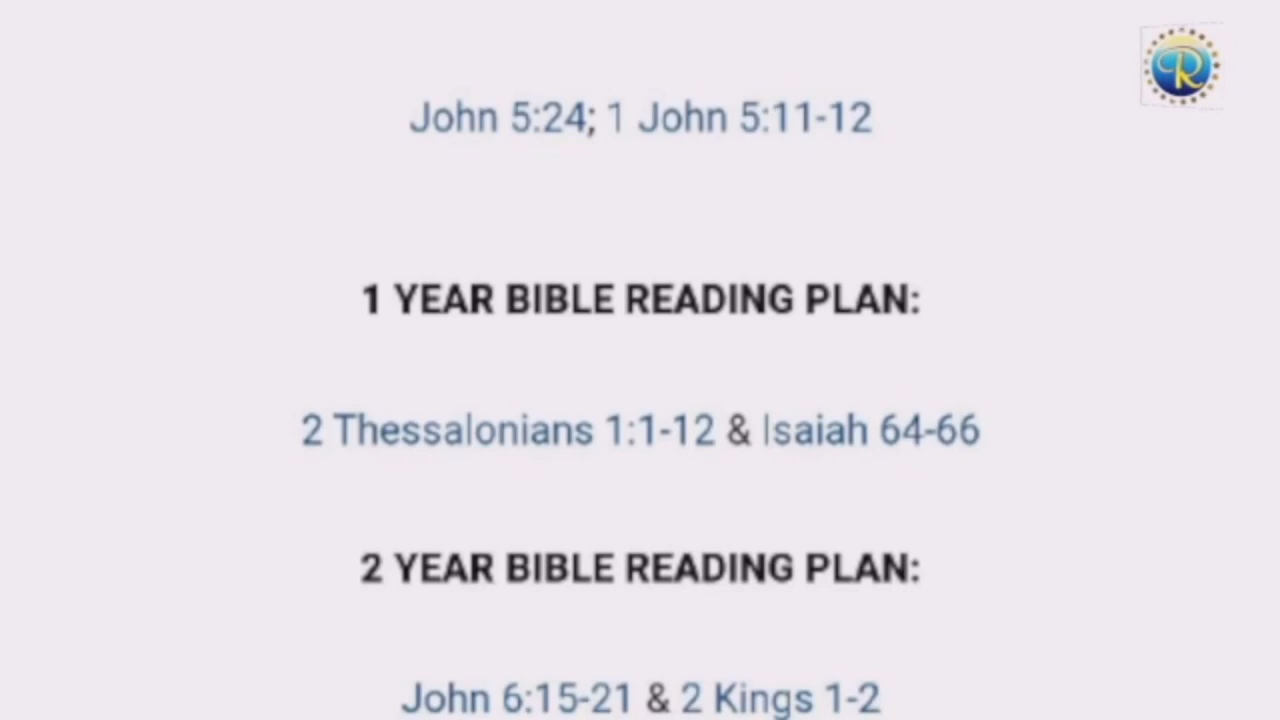 R
John 5:24; 1 John 5:11-12
1 YEAR BIBLE READING PLAN:
2 Thessalonians 1:1-12 & Isaiah 64-66
2 YEAR BIBLE READING PLAN:
John 6:15-21 & 2 Kings 1-2